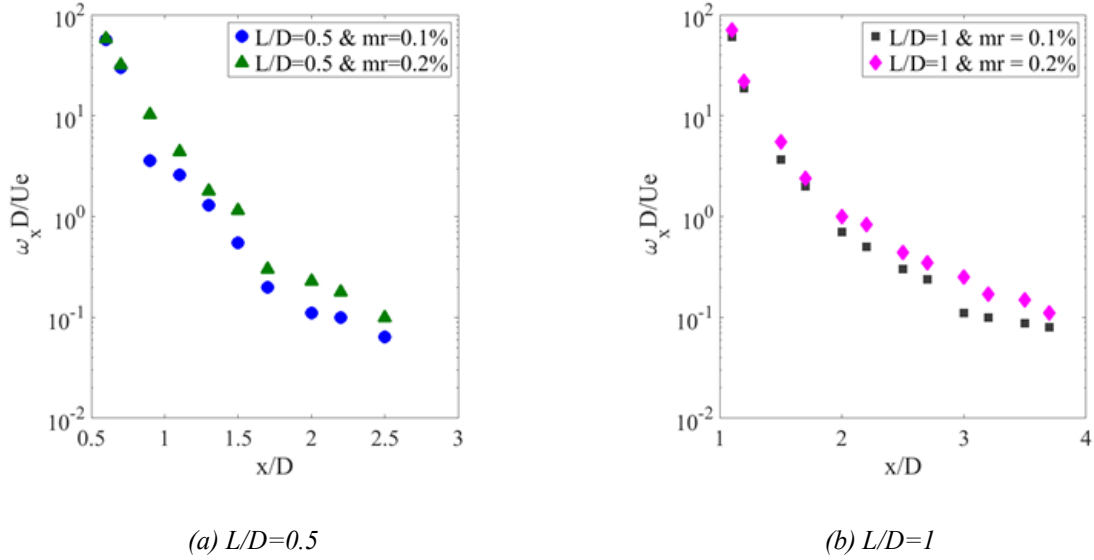 10^2
10^1
10^0
10^-1
10^-2
ω_x D/Ue
0.5 1 1.5 2 2.5 3
x/D
L/D=0.5 & mr=0.1%
L/D=0.5 & mr=0.2%
(a) L/D=0.5
10^2
10^1
10^0
10^-1
10^-2
ω_x D/Ue
1 2 3 4
x/D
L/D=1 & mr = 0.1%
L/D=1 & mr = 0.2%
(b) L/D=1